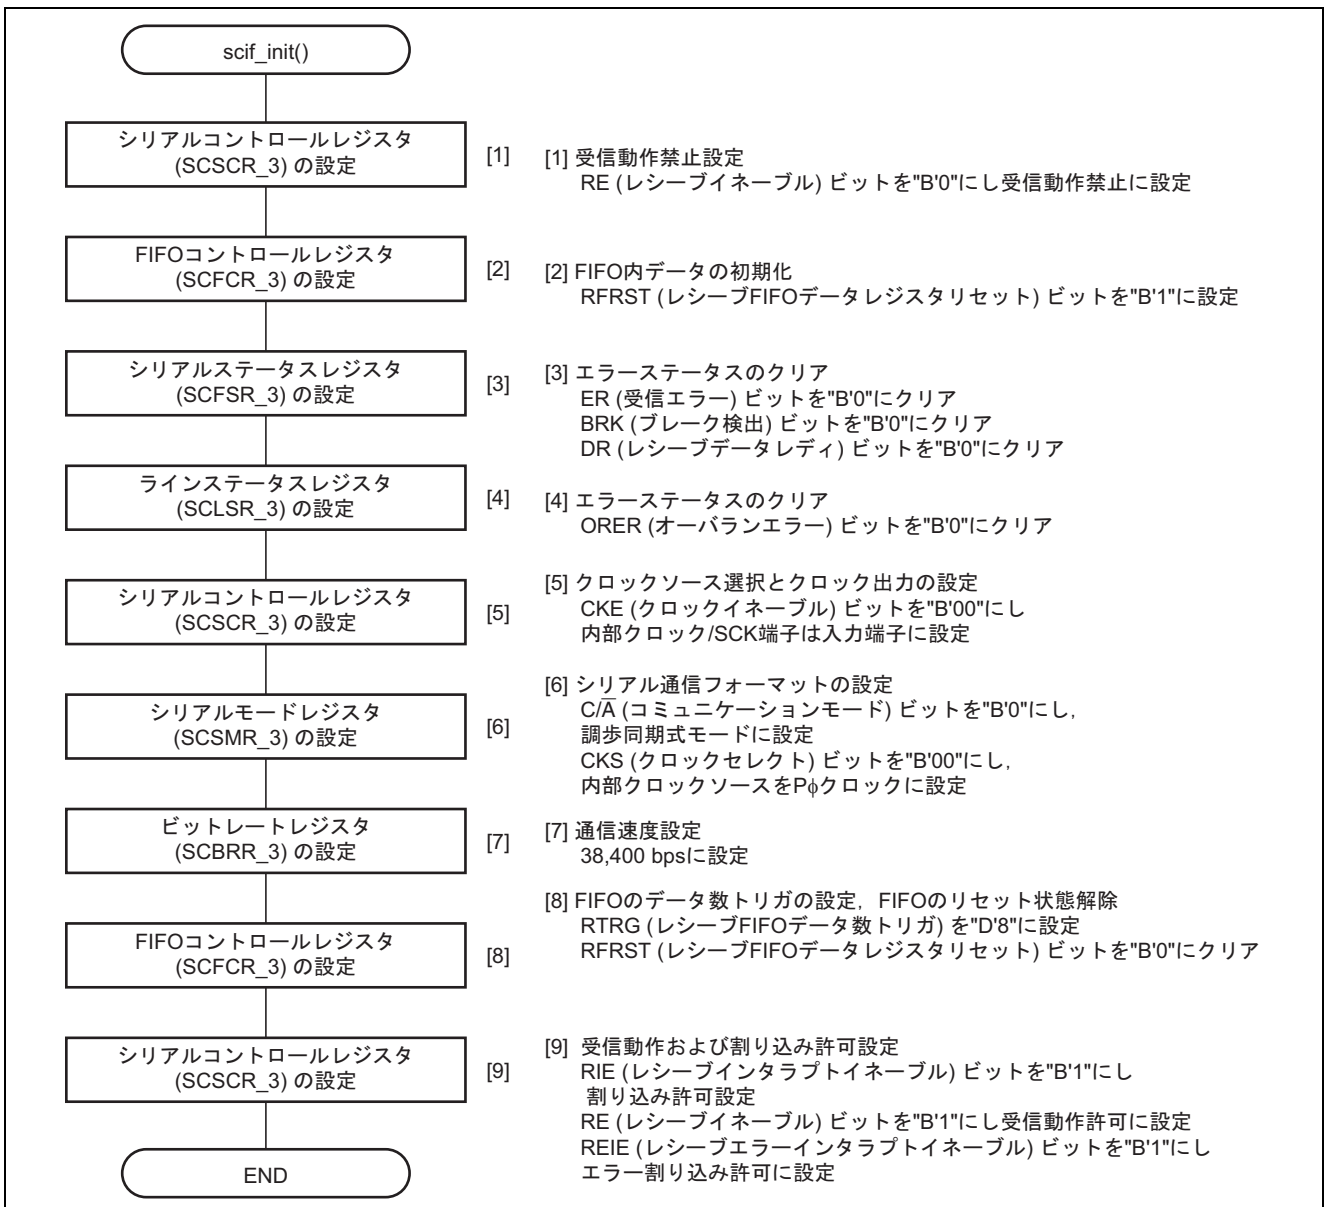 scif_init()
シリアルコントロールレジスタ
(SCSCR_3) の設定
[1]
[1] 受信動作禁止設定
RE (レシーブイネーブル) ビットを"B'0"にし受信動作禁止に設定
FIFOコントロールレジスタ
(SCFCR_3) の設定
[2]
[2] FIFO内データの初期化
RFRST (レシーブFIFOデータレジスタリセット) ビットを"B'1"に設定
シリアルステータスレジスタ
(SCFSR_3) の設定
[3]
[3] エラーステータスのクリア
ER (受信エラー) ビットを"B'0"にクリア
BRK (ブレーク検出) ビットを"B'0"にクリア
DR (レシーブデータレディ) ビットを"B'0"にクリア
ラインステータスレジスタ
(SCLSR_3) の設定
[4]
[4] エラーステータスのクリア
ORER (オーバランエラー) ビットを"B'0"にクリア
シリアルコントロールレジスタ
(SCSCR_3) の設定
[5]
[5] クロックソース選択とクロック出力の設定
CKE (クロックイネーブル) ビットを"B'00"にし
内部クロック/SCK端子は入力端子に設定
シリアルモードレジスタ
(SCSMR_3) の設定
[6]
[6] シリアル通信フォーマットの設定
C/A̅ (コミュニケーションモード) ビットを"B'0"にし,
調歩同期式モードに設定
CKS (クロックセレクト) ビットを"B'00"にし,
内部クロックソースをPφクロックに設定
ビットレートレジスタ
(SCBRR_3) の設定
[7]
[7] 通信速度設定
38,400 bpsに設定
FIFOコントロールレジスタ
(SCFCR_3) の設定
[8]
[8] FIFOのデータ数トリガの設定, FIFOのリセット状態解除
RTRG (レシーブFIFOデータ数トリガ) を"D'8"に設定
RFRST (レシーブFIFOデータレジスタリセット) ビットを"B'0"にクリア
シリアルコントロールレジスタ
(SCSCR_3) の設定
[9]
[9] 受信動作および割り込み許可設定
RIE (レシーブインタラプトイネーブル) ビットを"B'1"にし
割り込み許可設定
RE (レシーブイネーブル) ビットを"B'1"にし受信動作許可に設定
REIE (レシーブエラーインタラプトイネーブル) ビットを"B'1"にし
エラー割り込み許可に設定
END